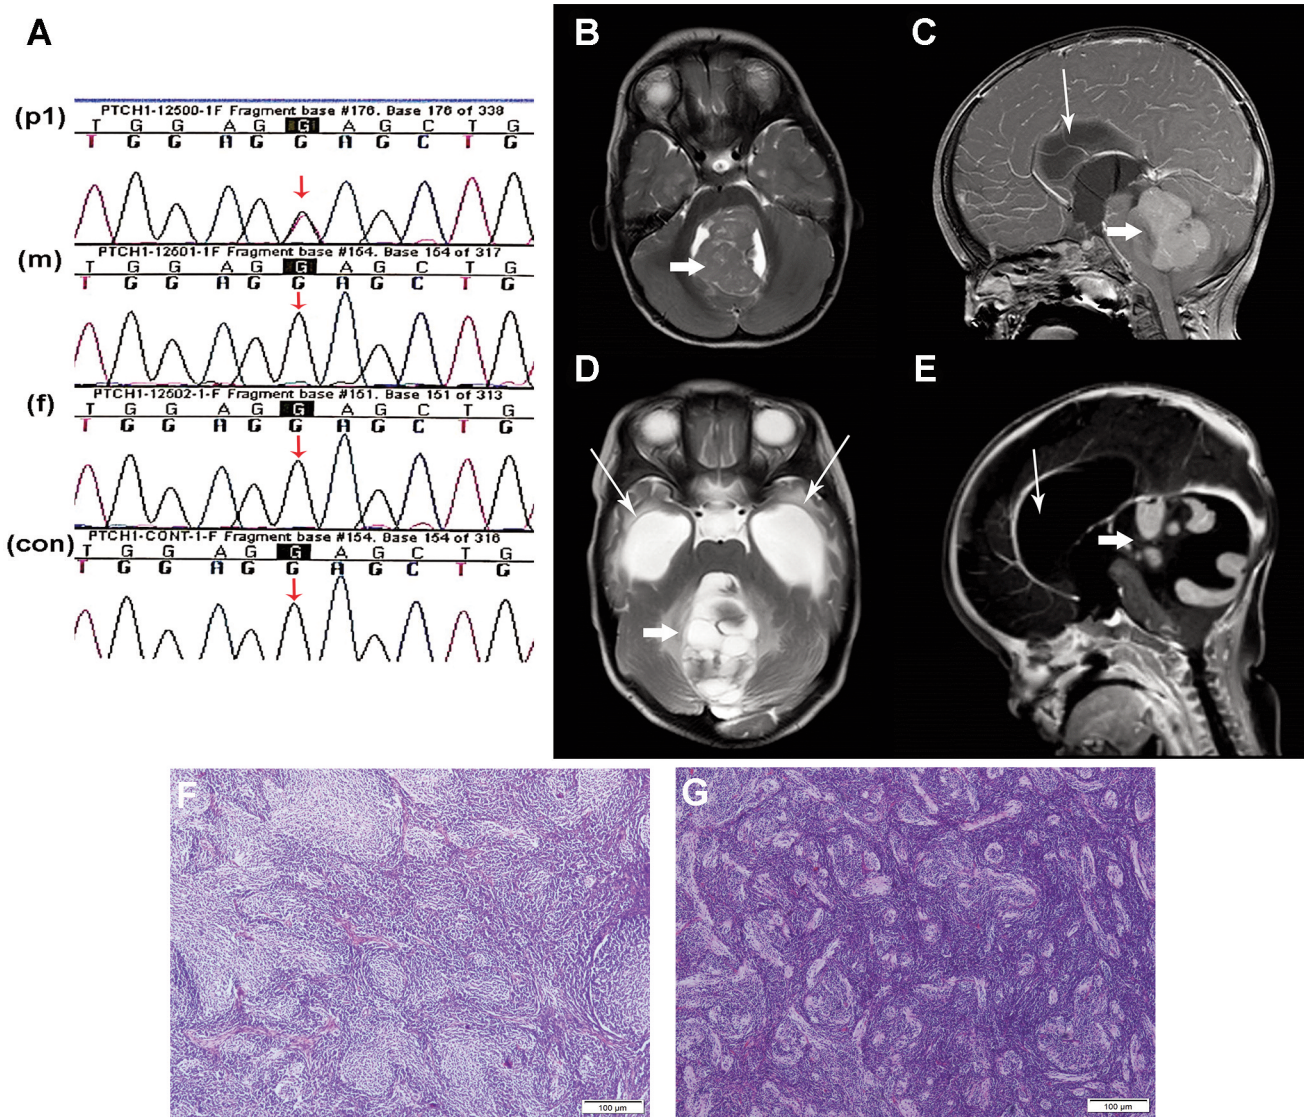 A
(p1)
PTCH1-12500-1F Fragment base #176. Base 176 of 338
T G G A G G A G C T G
T G G A G G A G C T G
(m)
PTCH1-12501-1F Fragment base #154. Base 154 of 317
T G G A G G A G C T G
T G G A G G A G C T G
(f)
PTCH1-12502-1-F Fragment base #151. Base 151 of 313
T G G A G G A G C T G
T G G A G G A G C T G
(con)
PTCH1-CONT-1-F Fragment base #154. Base 154 of 316
T G G A G G A G C T G
T G G A G G A G C T G
B
C
D
E
F
100 µm
G
100 µm